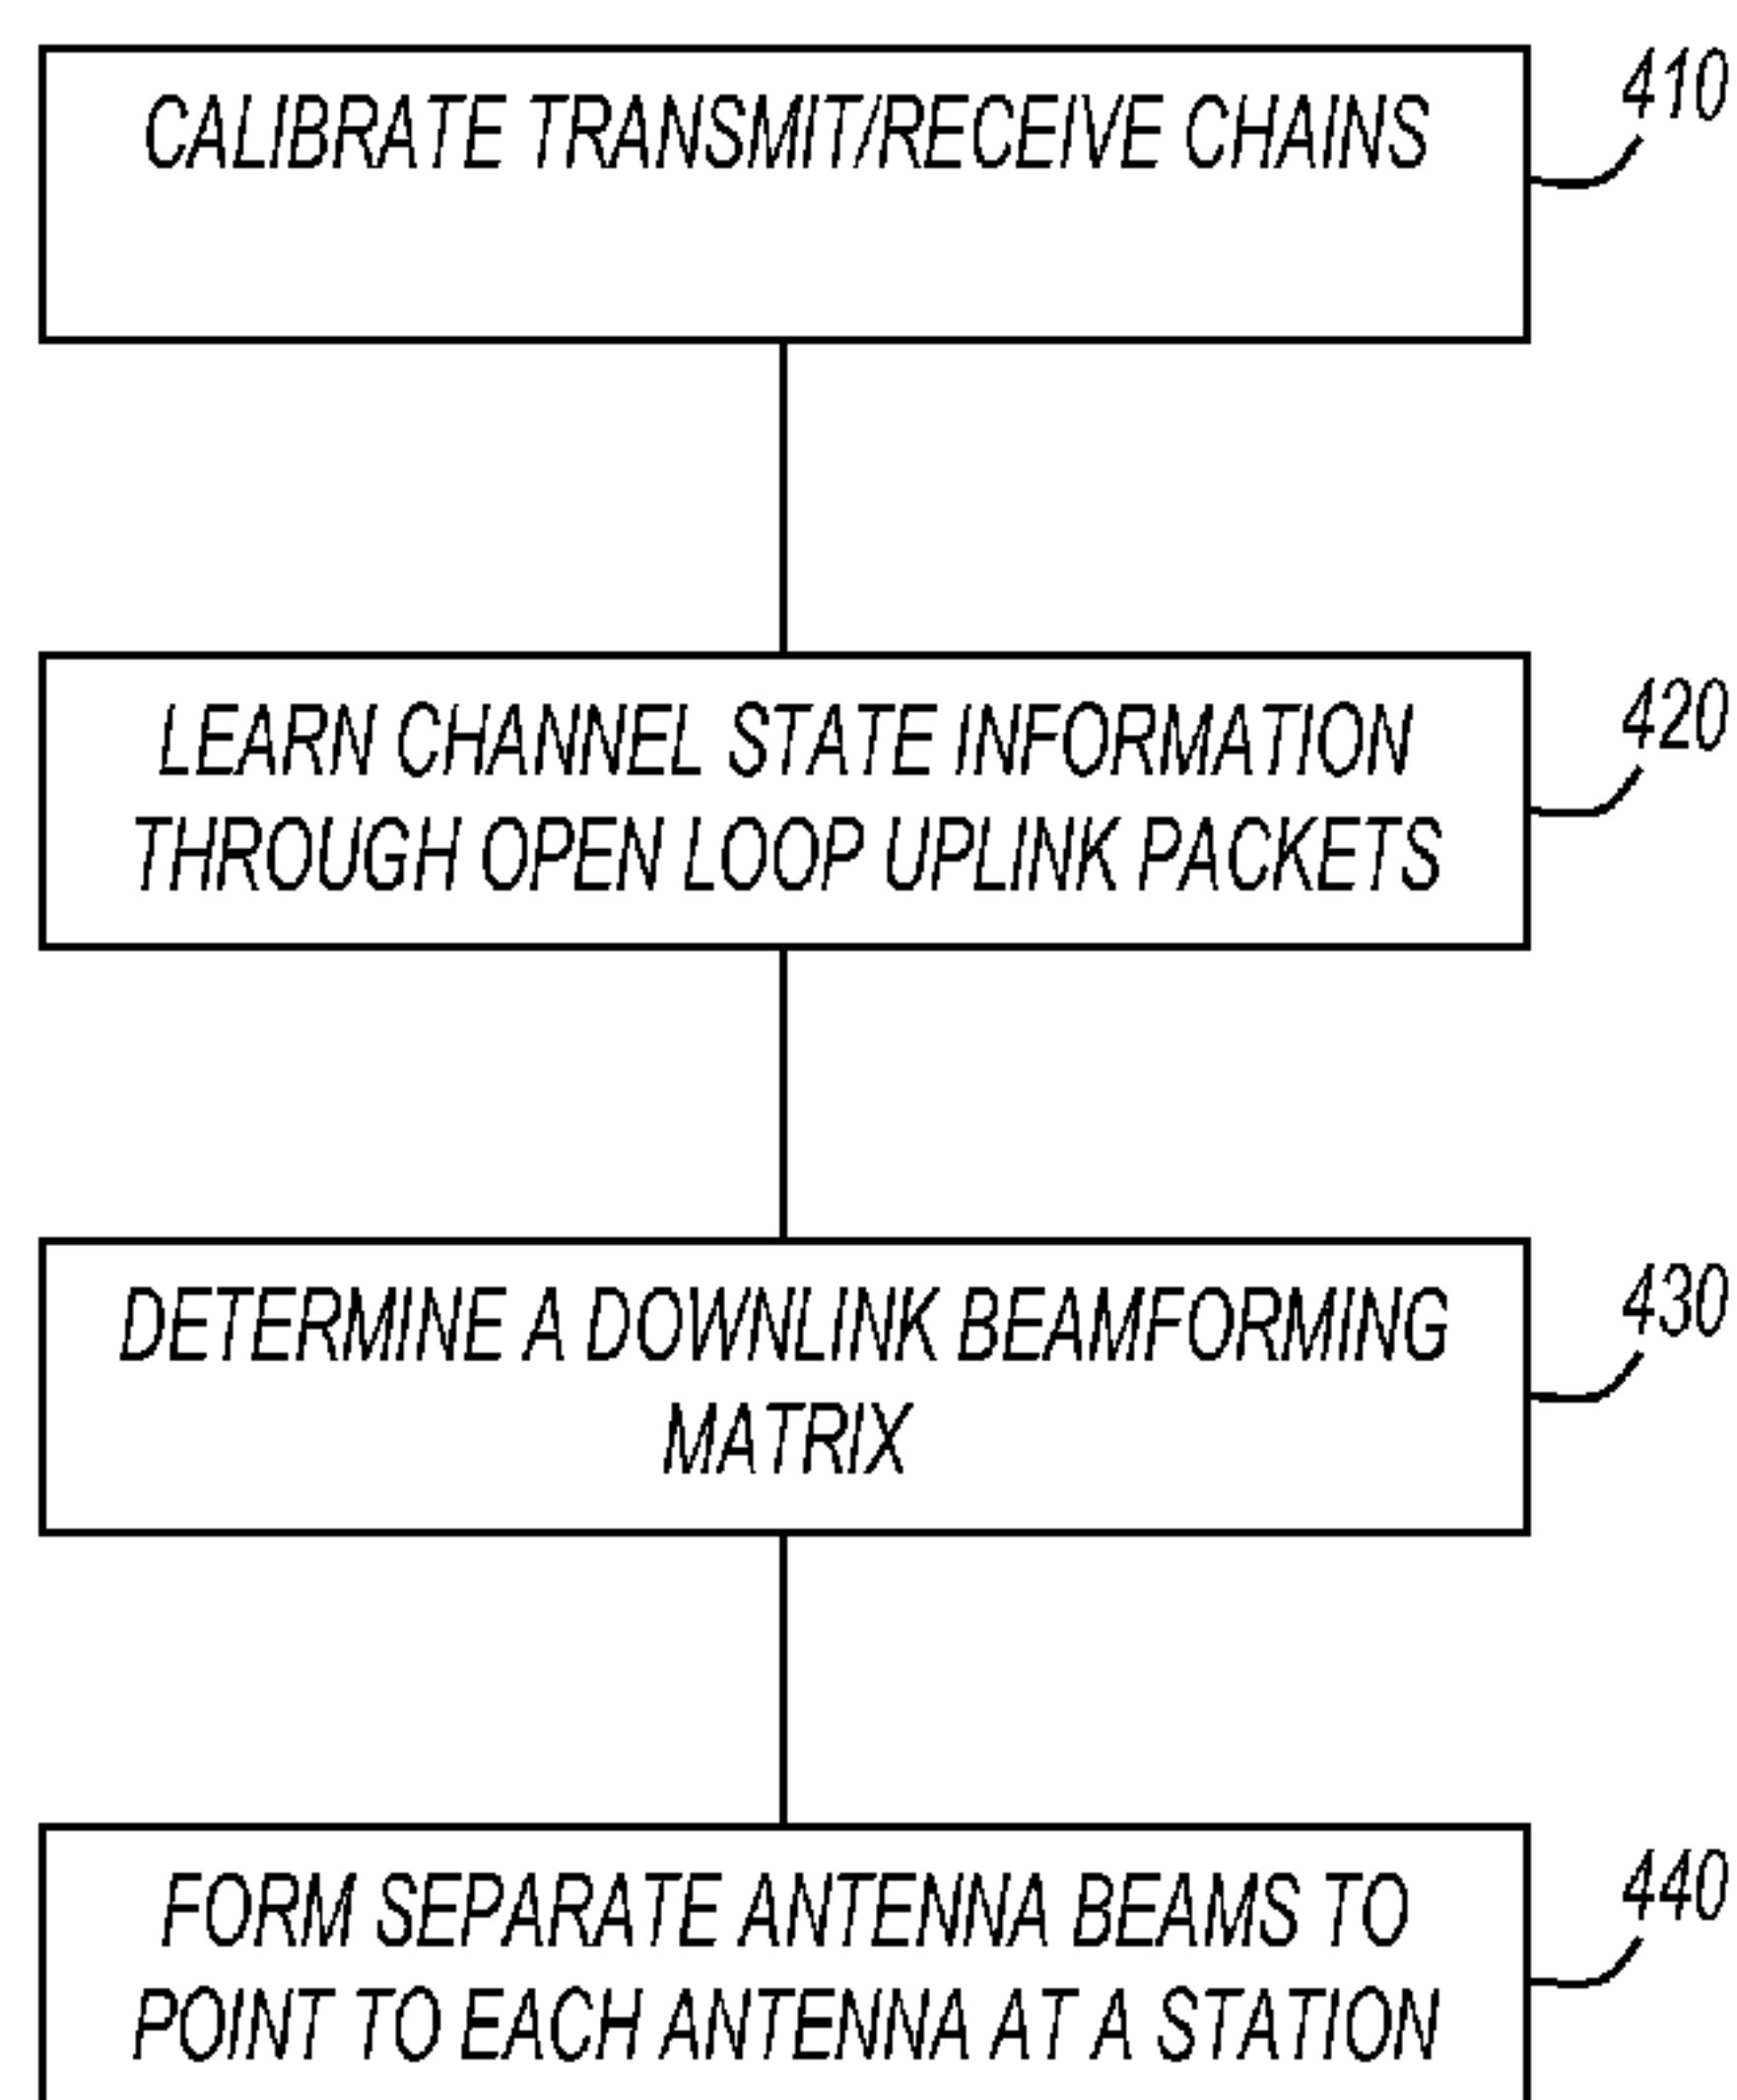 CALIBRATE TRANSMIT/RECEIVE CHAINS
410
LEARN CHANNEL STATE INFORMATION
THROUGH OPEN LOOP UPLINK PACKETS
420
DETERMINE A DOWNLINK BEAMFORMING
MATRIX
430
FORM SEPARATE ANTENNA BEAMS TO
POINT TO EACH ANTENNA AT A STATION
440